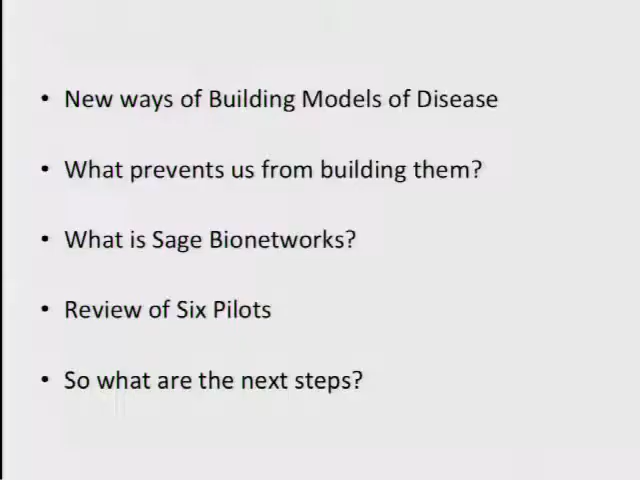 • New ways of Building Models of Disease
• What prevents us from building them?
• What is Sage Bionetworks?
• Review of Six Pilots
• So what are the next steps?